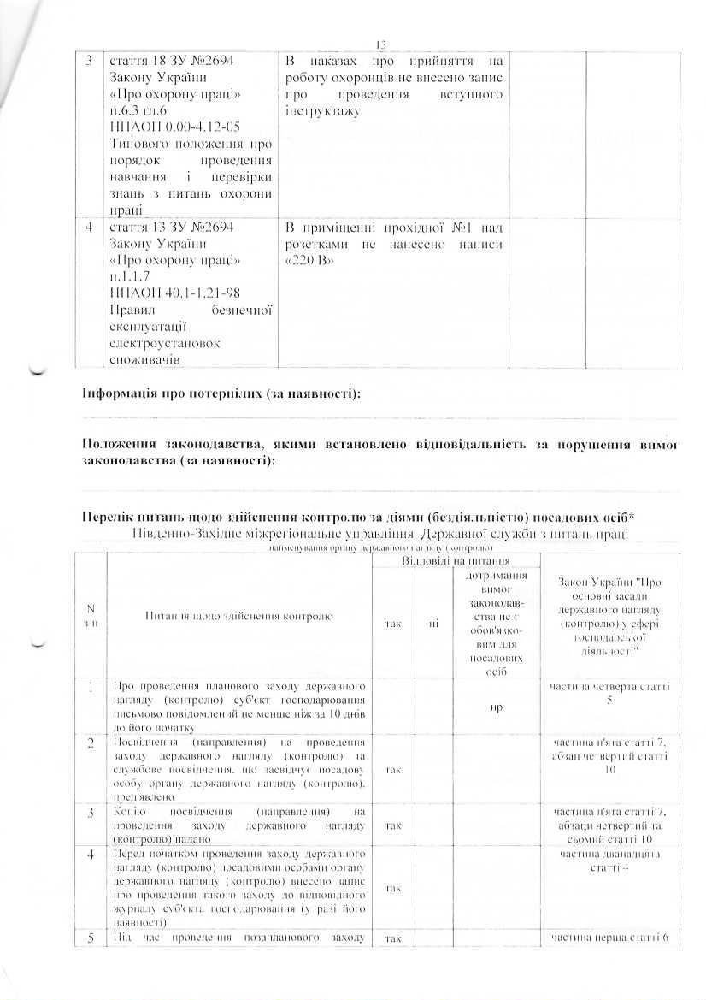 13
3
стаття 18 ЗУ №2694
Закону України
«Про охорону праці»
п.6.3 гл.6
НПАОП 0.00-4.12-05
Типового положення про
порядок проведення
навчання і перевірки
знань з питань охорони
праці
В наказах про прийняття на
роботу охоронців не внесено запис
про проведення вступного
інструктажу
4
стаття 13 ЗУ №2694
Закону України
«Про охорону праці»
п.1.1.7
НПАОП 40.1-1.21-98
Правил безпечної
експлуатації
електроустановок
споживачів
В приміщенні прохідної №1 над
розетками не нанесено написи
«220 В»
Інформація про потерпілих (за наявності):
Положення законодавства, якими встановлено відповідальність за порушення вимог
законодавства (за наявності):
Перелік питань щодо здійснення контролю за діями (бездіяльністю) посадових осіб*
Південно-Західне міжрегіональне управління Державної служби з питань праці
найменування органу державного нагляду (контролю)
N
з/п
Питання щодо здійснення контролю
Відповіді на питання
так
ні
дотримання
вимог
законодав-
ства не є
обов'язко-
вим для
посадових
осіб
Закон України "Про
основні засади
державного нагляду
(контролю) у сфері
господарської
діяльності"
1
Про проведення планового заходу державного
нагляду (контролю) суб'єкт господарювання
письмово повідомлений не менше ніж за 10 днів
до його початку
нр
частина четверта статті
5
2
Посвідчення (направлення) на проведення
заходу державного нагляду (контролю) та
службове посвідчення, що засвідчує посадову
особу органу державного нагляду (контролю),
пред'явлено
так
частина п'ята статті 7,
абзац четвертий статті
10
3
Копію посвідчення (направлення) на
проведення заходу державного нагляду
(контролю) надано
так
частина п'ята статті 7,
абзаци четвертий та
сьомий статті 10
4
Перед початком проведення заходу державного
нагляду (контролю) посадовими особами органу
державного нагляду (контролю) внесено запис
про проведення такого заходу до відповідного
журналу суб'єкта господарювання (у разі його
наявності)
так
частина дванадцята
статті 4
5
Під час проведення позапланового заходу
так
частина перша статті 6